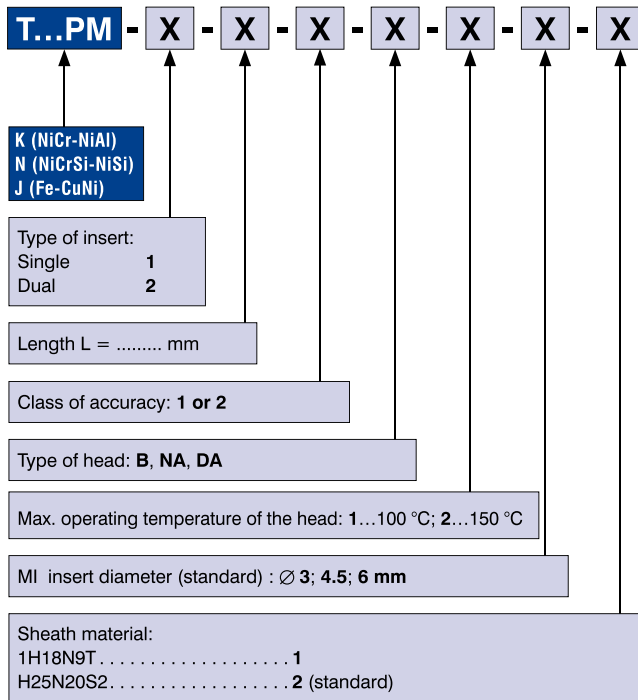 T...PM - X - X - X - X - X - X - X
K (NiCr-NiAl)
N (NiCrSi-NiSi)
J (Fe-CuNi)
Type of insert:
Single 1
Dual 2
Length L = ......... mm
Class of accuracy: 1 or 2
Type of head: B, NA, DA
Max. operating temperature of the head: 1...100 °C; 2...150 °C
MI insert diameter (standard) : ∅ 3; 4.5; 6 mm
Sheath material:
1H18N9T . . . . . . . . . . . . . . . . . . . 1
H25N20S2. . . . . . . . . . . . . . . . . . 2 (standard)